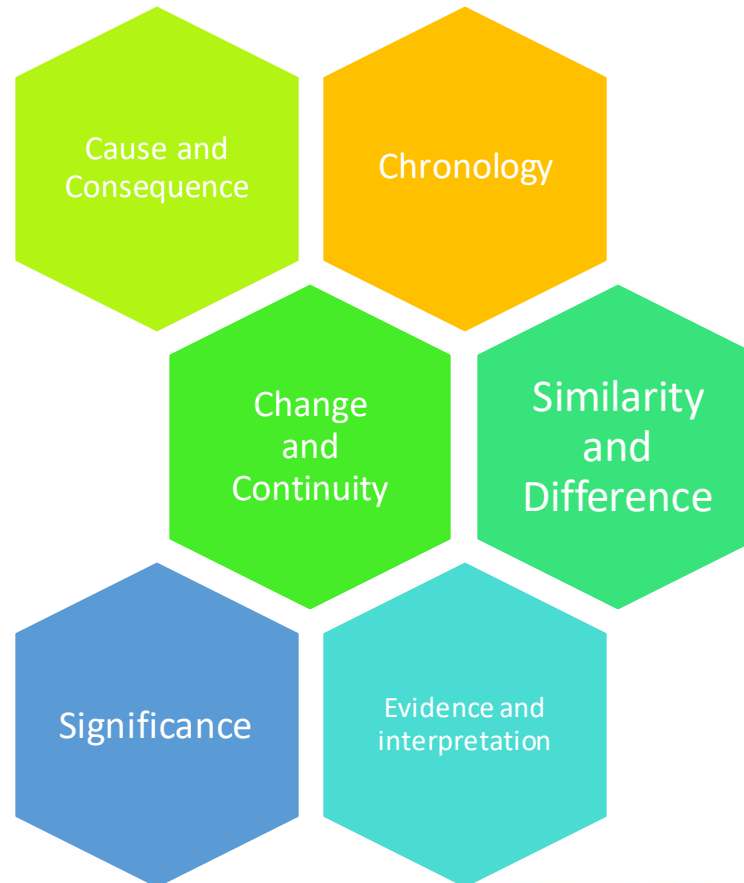 Cause and
Consequence
Chronology
Change
and
Continuity
Similarity
and
Difference
Significance
Evidence and
interpretation